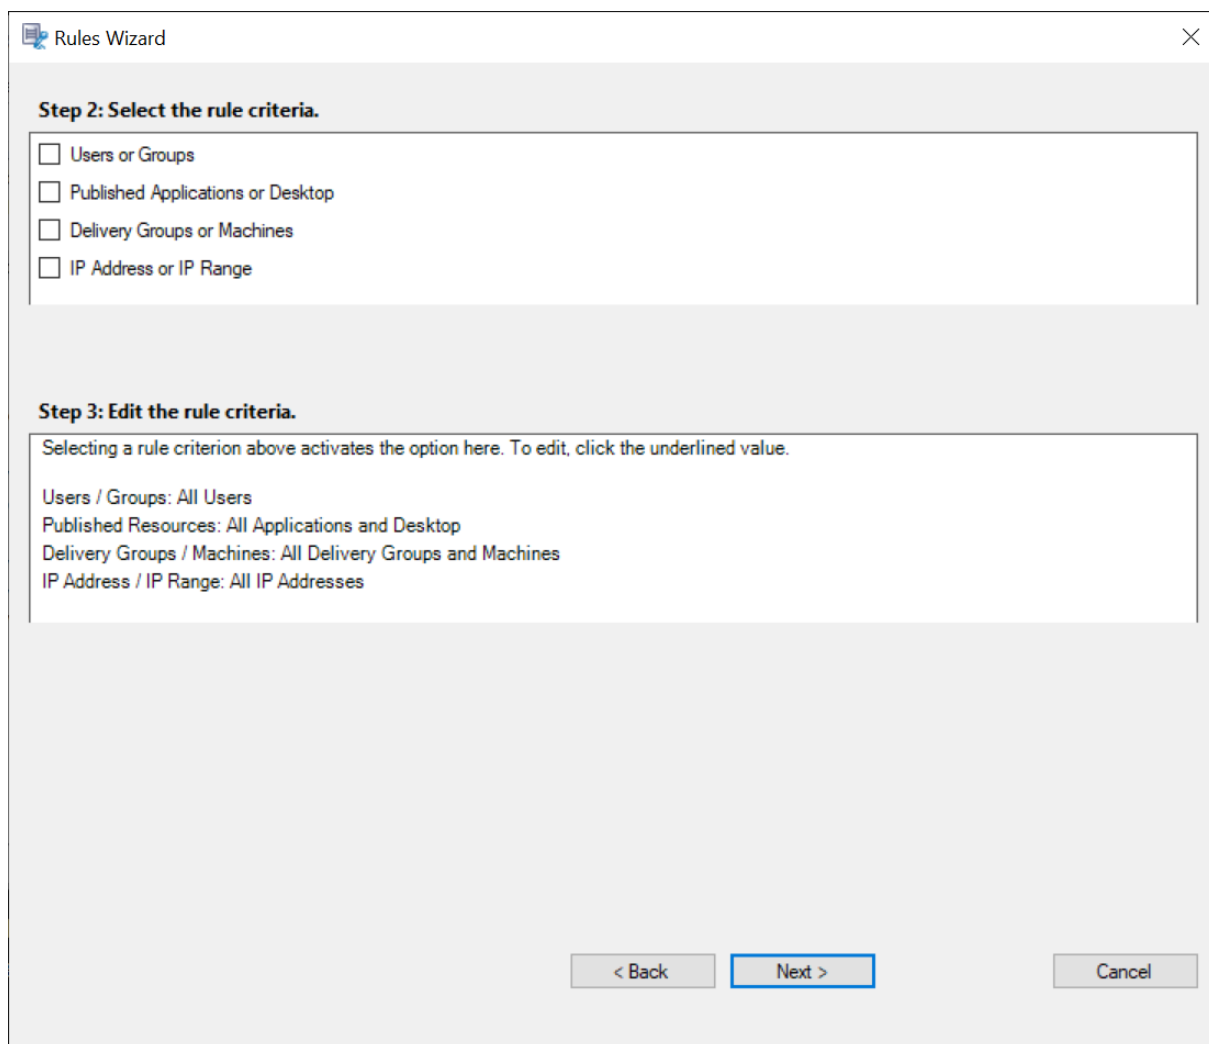 Rules Wizard
Step 2: Select the rule criteria.
Users or Groups
Published Applications or Desktop
Delivery Groups or Machines
IP Address or IP Range
Step 3: Edit the rule criteria.
Selecting a rule criterion above activates the option here. To edit, click the underlined value.
Users / Groups: All Users
Published Resources: All Applications and Desktop
Delivery Groups / Machines: All Delivery Groups and Machines
IP Address / IP Range: All IP Addresses
< Back Next > Cancel